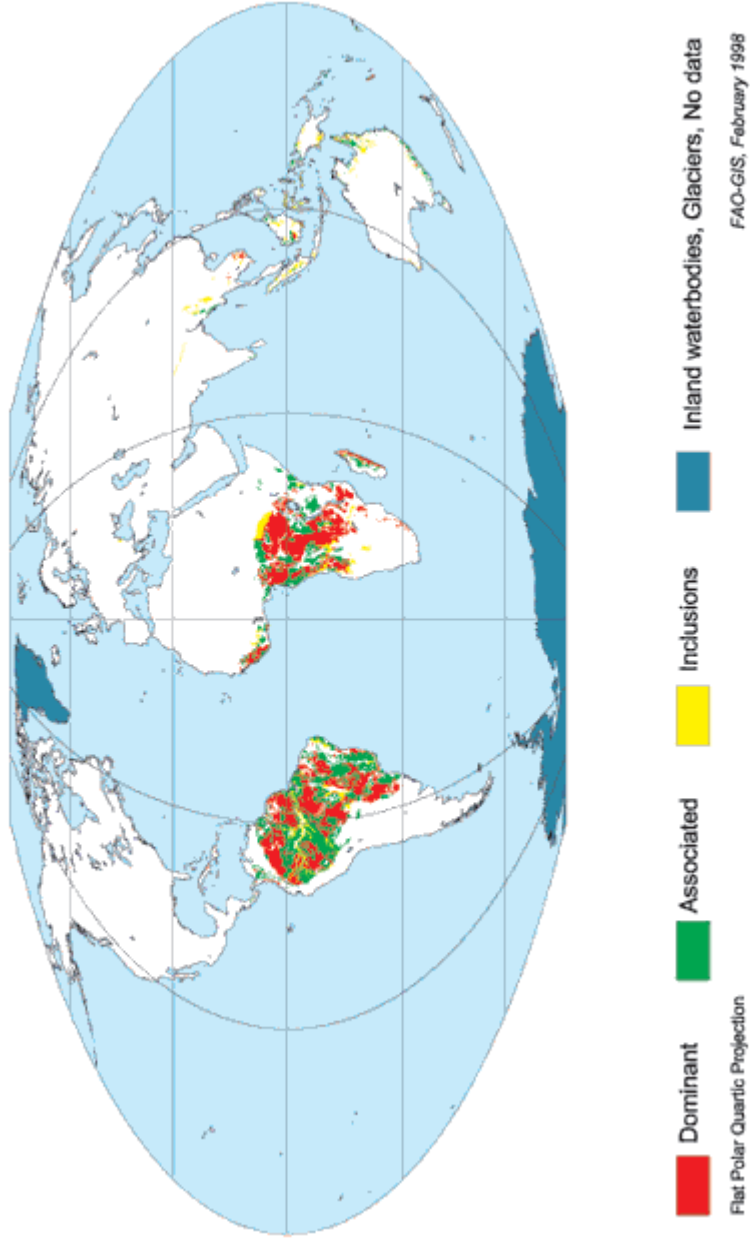 Dominant Associated Inclusions Inland waterbodies, Glaciers, No data
Flat Polar Quartic Projection FAO-GIS, February 1998